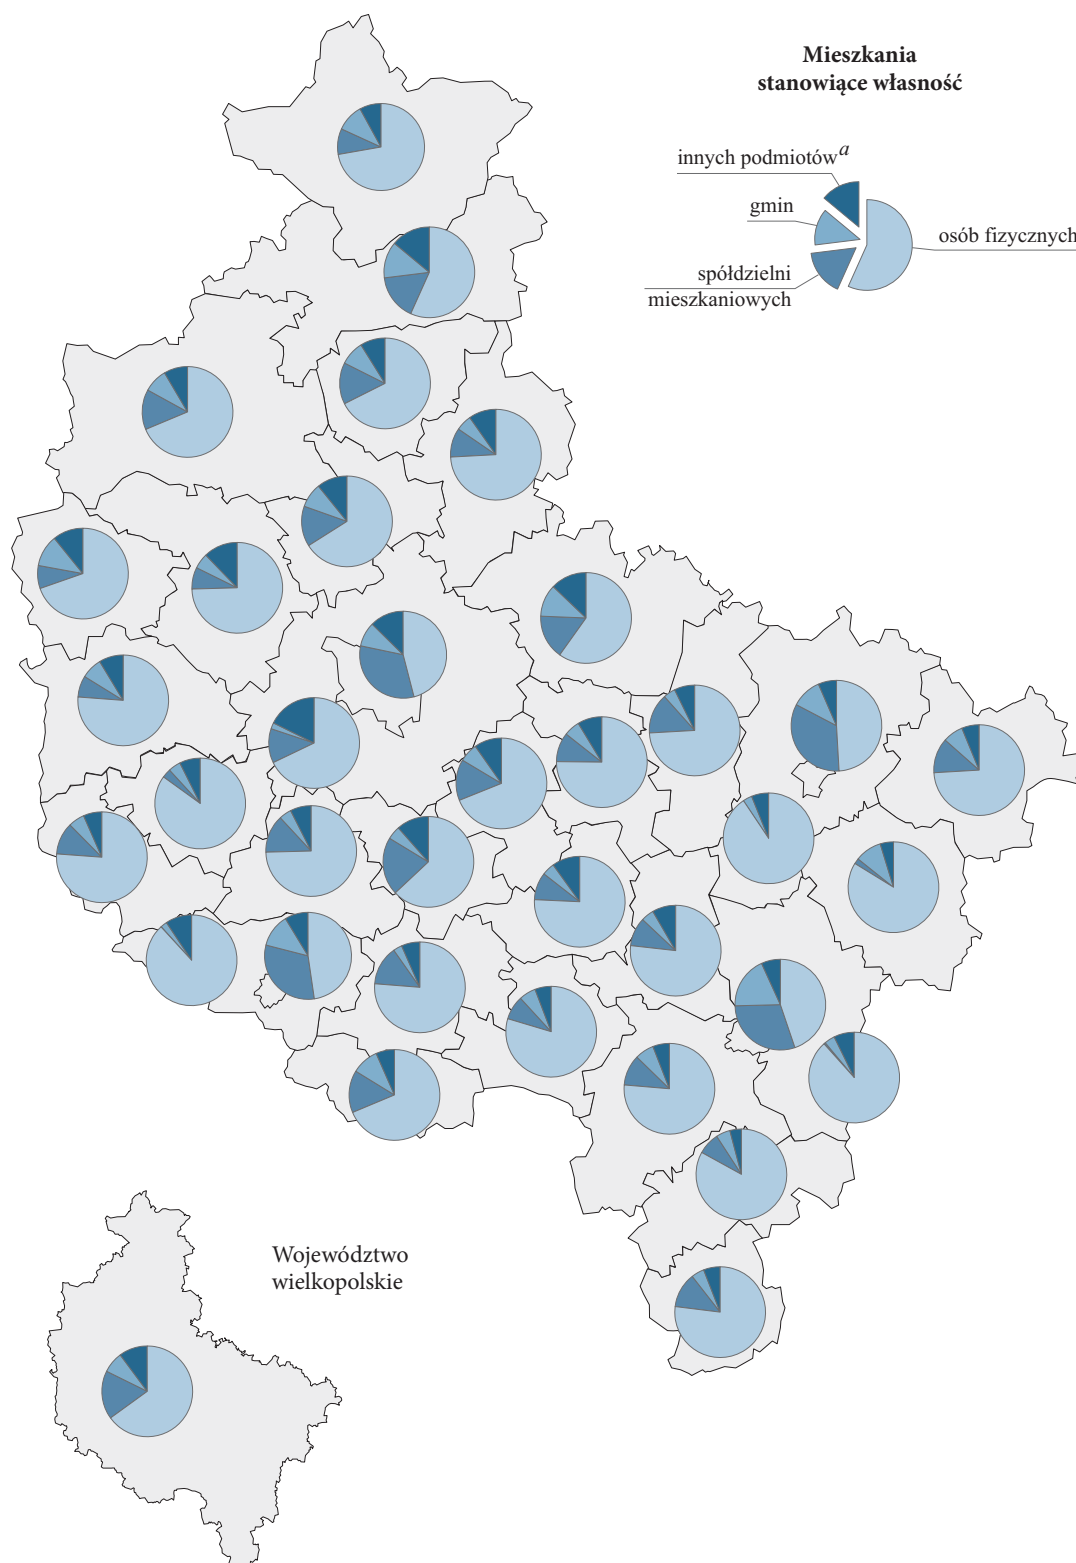 Mieszkania
stanowiące własność
innych podmiotów a
gmin
osób fizycznych
spółdzielni
mieszkaniowych
Województwo
wielkopolskie